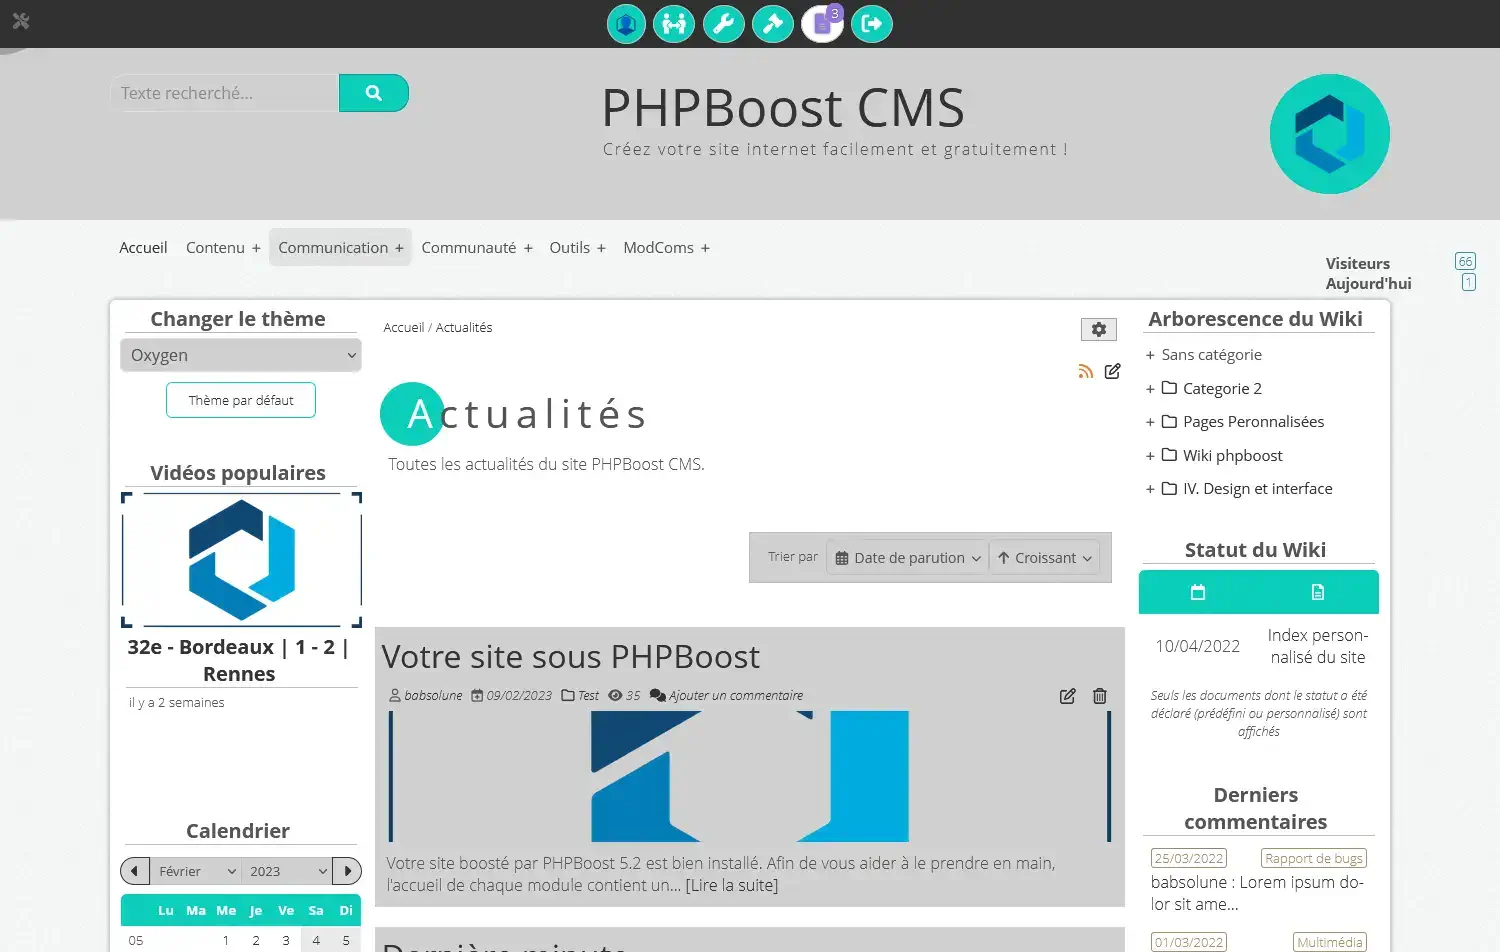 3
Texte recherché...
PHPBoost CMS
Créez votre site internet facilement et gratuitement !
Accueil Contenu + Communication + Communauté + Outils + ModComs +
Visiteurs 66
Aujourd'hui 1
Changer le thème
Oxygen
Thème par défaut
Vidéos populaires
32e - Bordeaux | 1 - 2 |
Rennes
il y a 2 semaines
Calendrier
Février 2023
Lu Ma Me Je Ve Sa Di
05 1 2 3 4 5
Accueil / Actualités
Actualités
Toutes les actualités du site PHPBoost CMS.
Trier par Date de parution Croissant
Votre site sous PHPBoost
babsolune 09/02/2023 Test 35 Ajouter un commentaire
Votre site boosté par PHPBoost 5.2 est bien installé. Afin de vous aider à le prendre en main,
l'accueil de chaque module contient un... [Lire la suite]
Dernière minute
Arborescence du Wiki
+ Sans catégorie
+ Categorie 2
+ Pages Peronnalisées
+ Wiki phpboost
+ IV. Design et interface
Statut du Wiki
10/04/2022 Index person-
nalisé du site
Seuls les documents dont le statut a été
déclaré (prédéfini ou personnalisé) sont
affichés
Derniers
commentaires
25/03/2022 Rapport de bugs
babsolune : Lorem ipsum do-
lor sit ame...
01/03/2022 Multimédia